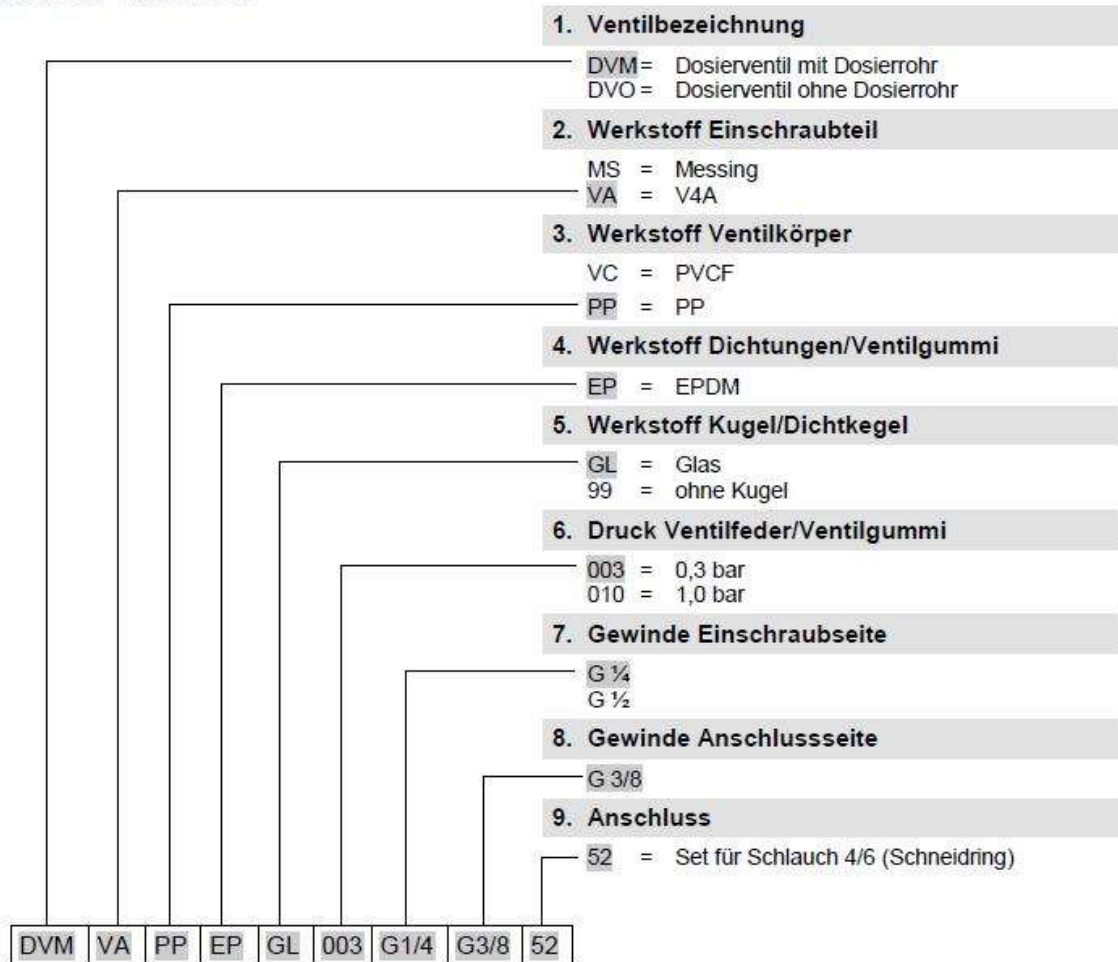 1. Ventilbezeichnung
DVM = Dosierventil mit Dosierrohr
DVO = Dosierventil ohne Dosierrohr
2. Werkstoff Einschraubteil
MS = Messing
VA = V4A
3. Werkstoff Ventilkörper
VC = PVCF
PP = PP
4. Werkstoff Dichtungen/Ventilgummi
EP = EPDM
5. Werkstoff Kugel/Dichtkegel
GL = Glas
99 = ohne Kugel
6. Druck Ventilfeder/Ventilgummi
003 = 0,3 bar
010 = 1,0 bar
7. Gewinde Einschraubseite
G ¼
G ½
8. Gewinde Anschlussseite
G 3/8
9. Anschluss
52 = Set für Schlauch 4/6 (Schneidring)
DVM VA PP EP GL 003 G1/4 G3/8 52